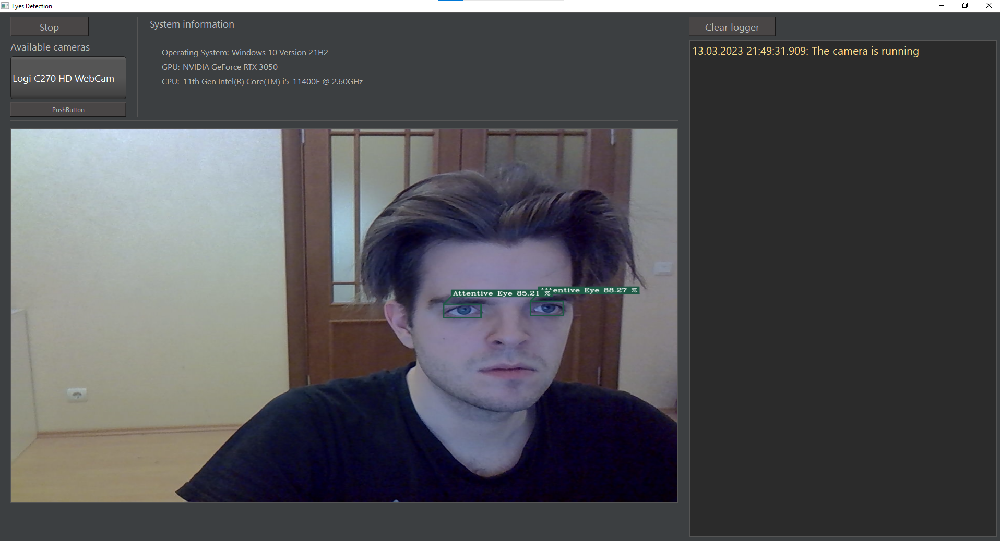 Eyes Detection
Stop
Available cameras
Logi C270 HD WebCam
PushButton
System information
Operating System: Windows 10 Version 21H2
GPU: NVIDIA GeForce RTX 3050
CPU: 11th Gen Intel(R) Core(TM) i5-11400F @ 2.60GHz
Clear logger
13.03.2023 21:49:31.909: The camera is running
Attentive Eye 85.21 %
Eye 88.27 %